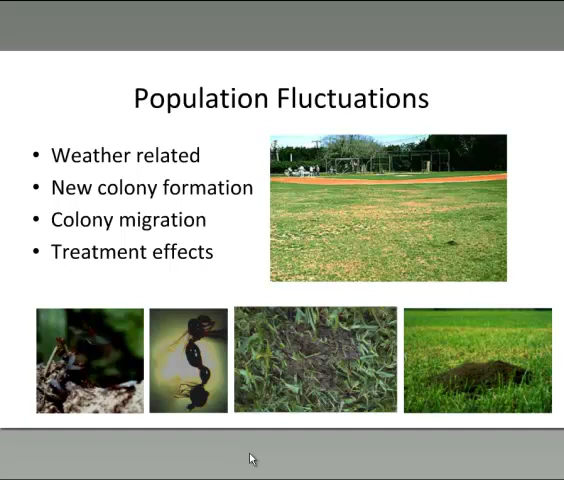 Population Fluctuations
• Weather related
• New colony formation
• Colony migration
• Treatment effects